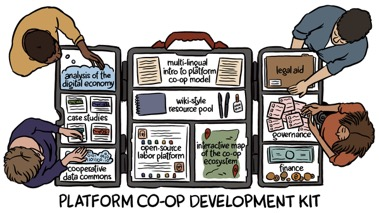 analysis of the
digital economy
case studies
cooperative
data commons
multi-lingual
intro to platform
co-op model
wiki-style
resource pool
open-source
labor platform
interactive map
of the co-op
ecosystem
legal aid
governance
finance
PLATFORM CO-OP DEVELOPMENT KIT